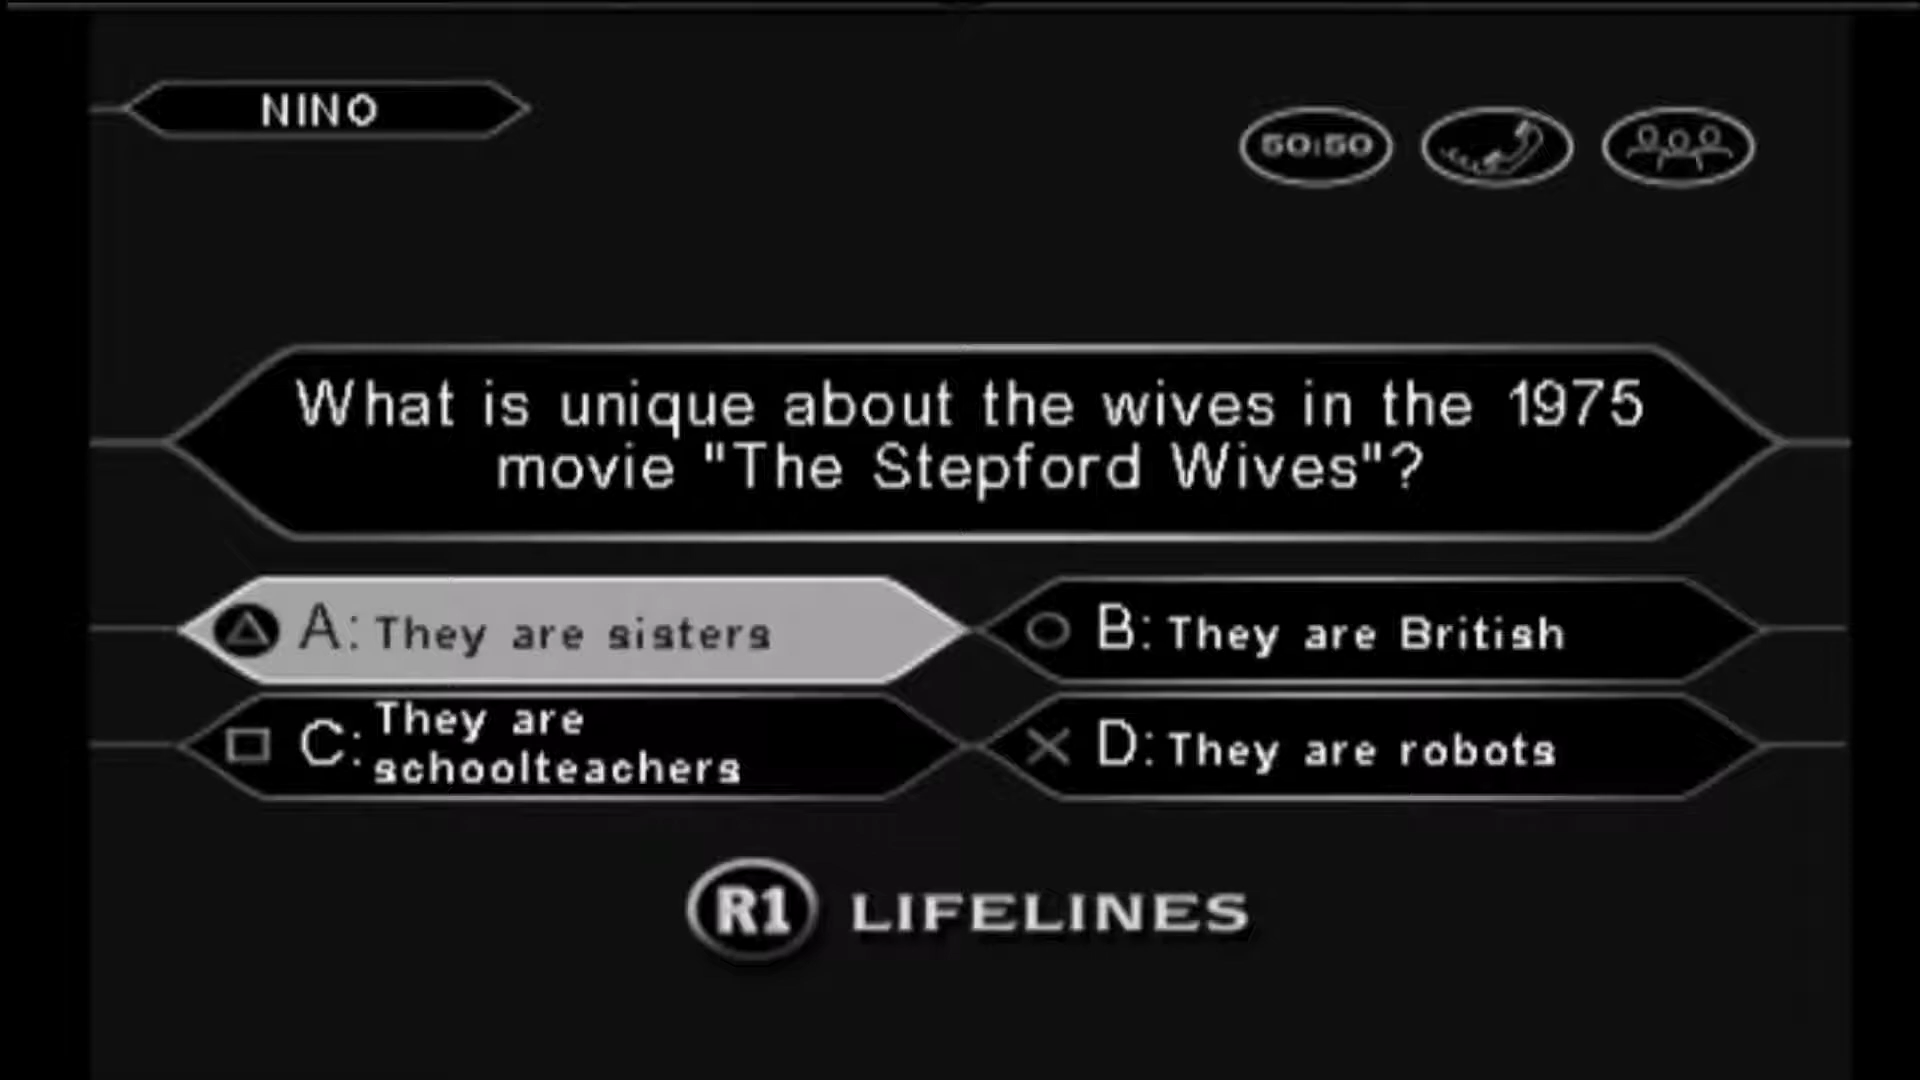 NINO
50:50
What is unique about the wives in the 1975
movie "The Stepford Wives"?
A: They are sisters
B: They are British
C: They are
schoolteachers
D: They are robots
R1 LIFELINES